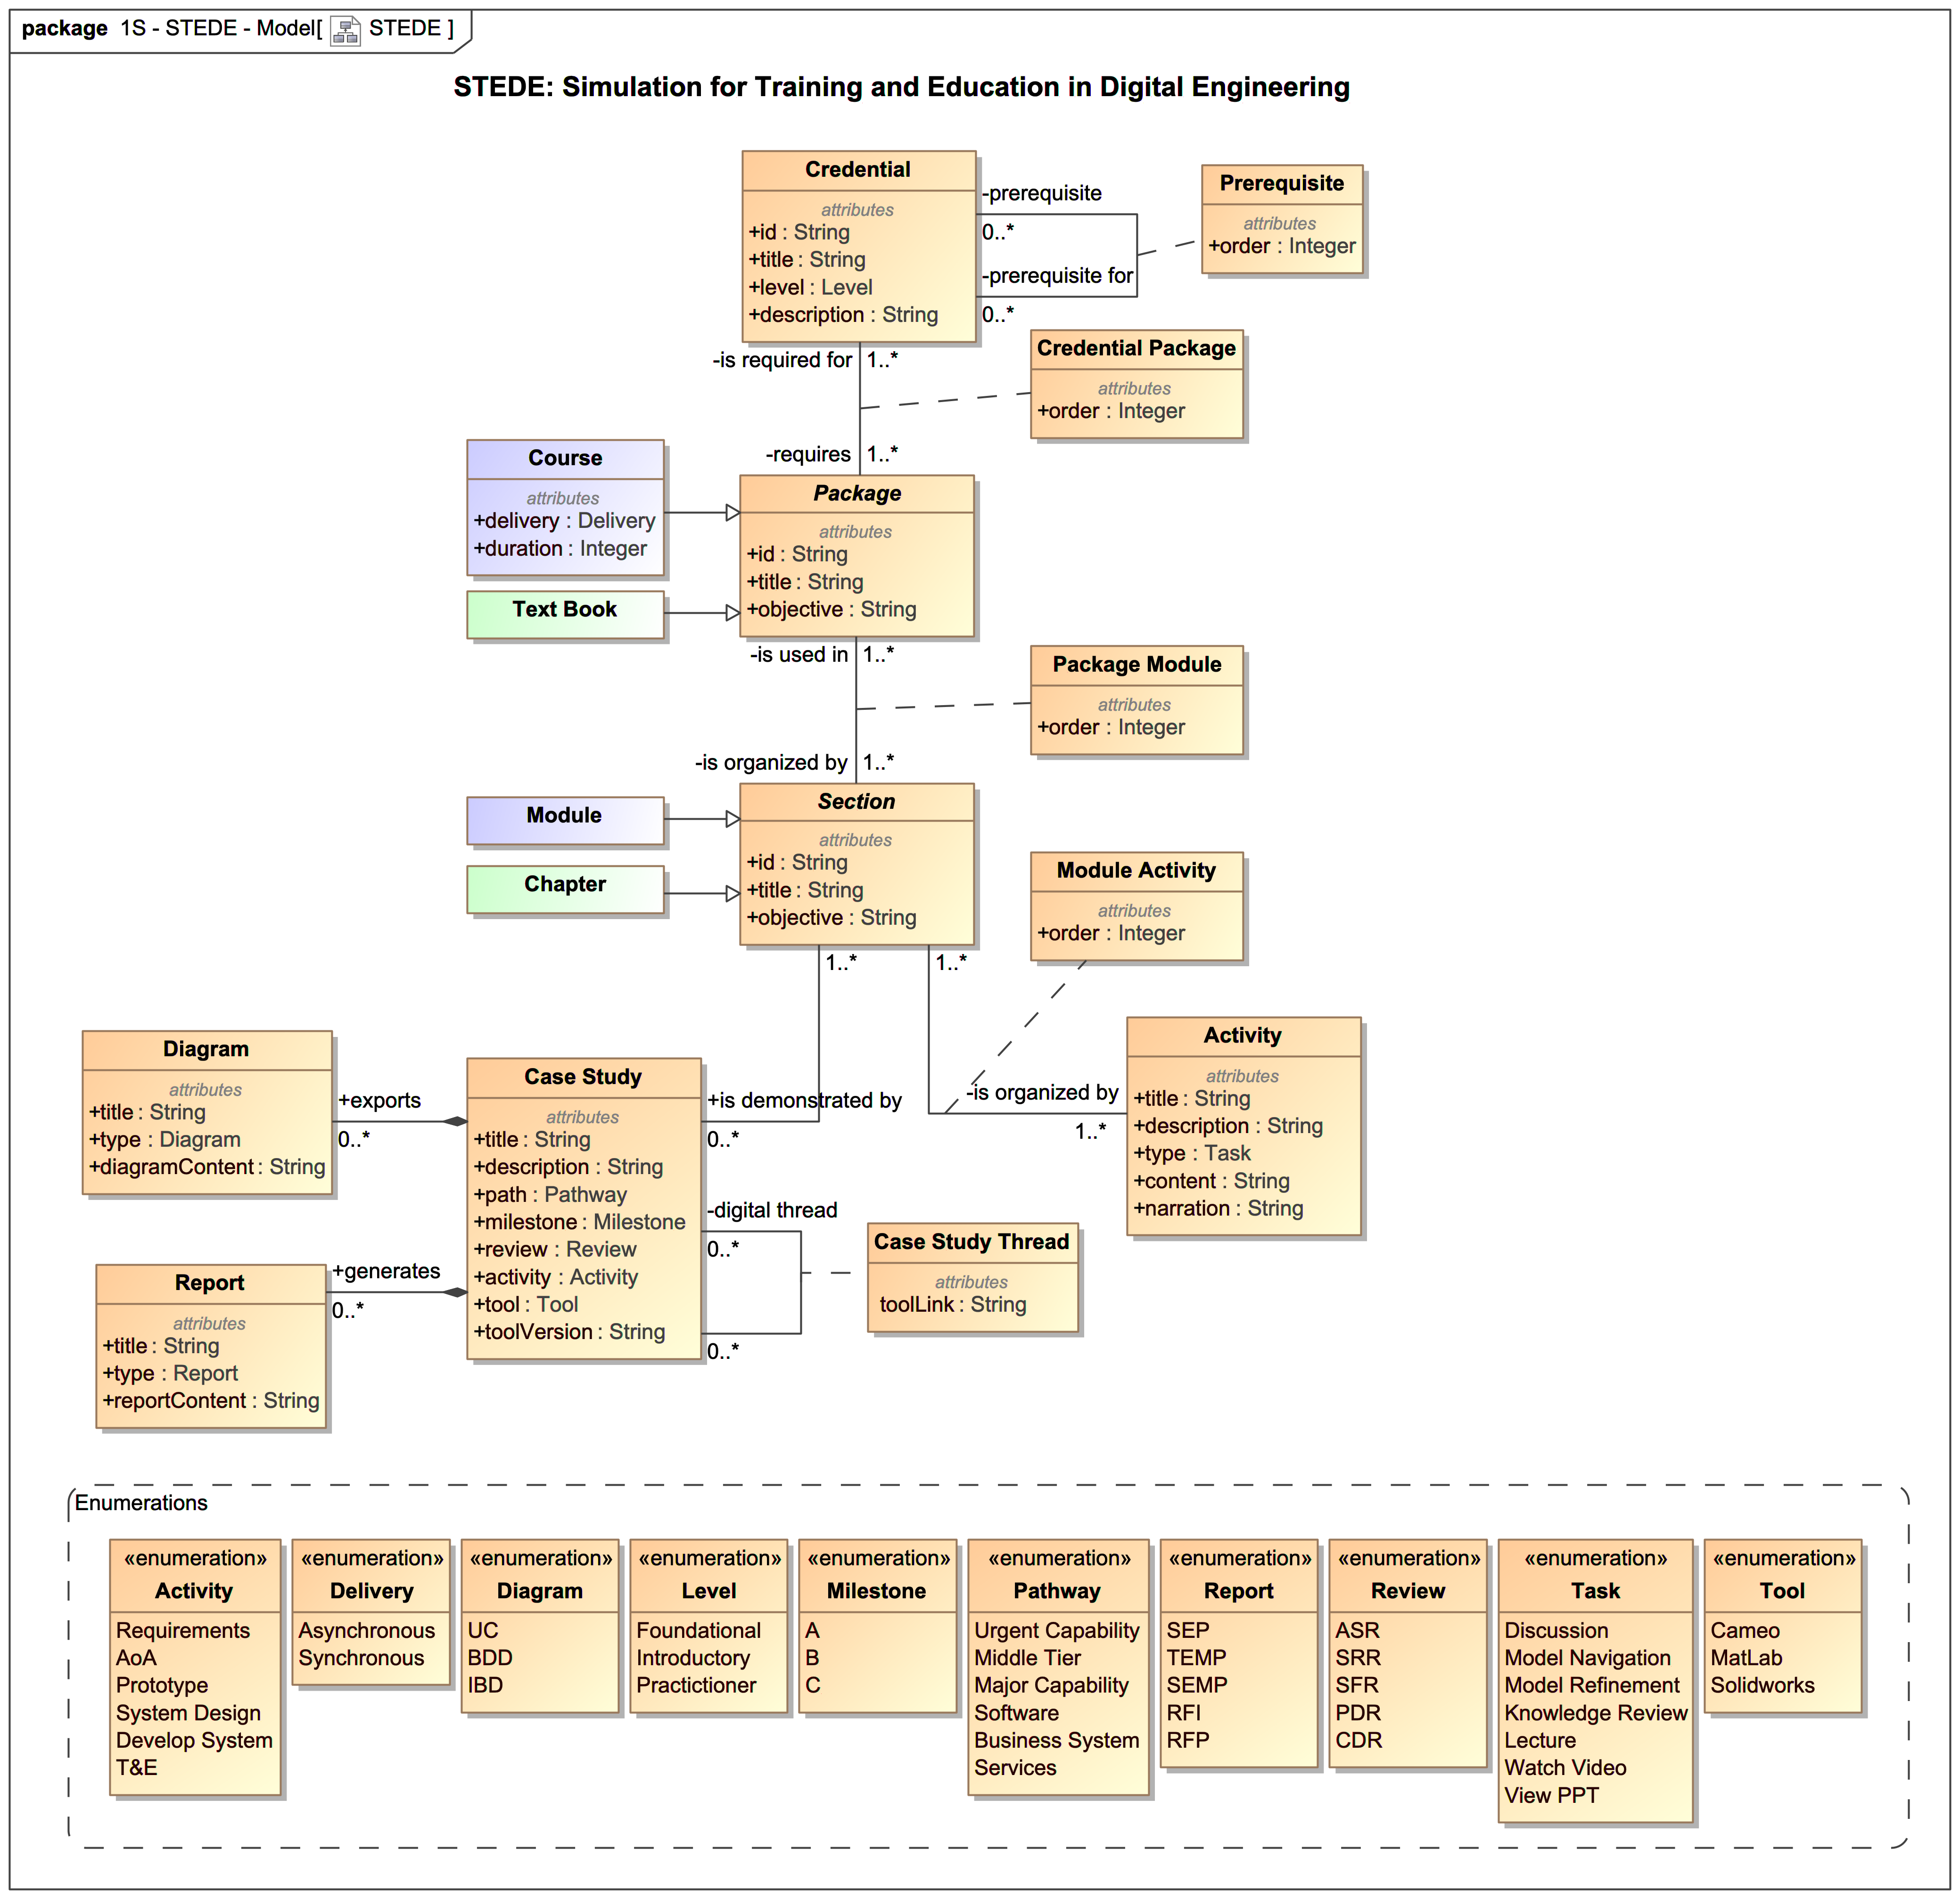 package 1S - STEDE - Model[ STEDE ]
STEDE: Simulation for Training and Education in Digital Engineering
Credential
attributes
+id : String
+title : String
+level : Level
+description : String
-prerequisite
0..*
-prerequisite for
0..*
Prerequisite
attributes
+order : Integer
-is required for 1..*
Credential Package
attributes
+order : Integer
-requires 1..*
Course
attributes
+delivery : Delivery
+duration : Integer
Text Book
Package
attributes
+id : String
+title : String
+objective : String
-is used in 1..*
Package Module
attributes
+order : Integer
-is organized by 1..*
Module
Chapter
Section
attributes
+id : String
+title : String
+objective : String
1..*
1..*
Module Activity
attributes
+order : Integer
Activity
attributes
+title : String
+description : String
+type : Task
+content : String
+narration : String
-is organized by
1..*
Diagram
attributes
+title : String
+type : Diagram
+diagramContent : String
+exports
0..*
Case Study
attributes
+title : String
+description : String
+path : Pathway
+milestone : Milestone
+review : Review
+activity : Activity
+tool : Tool
+toolVersion : String
+is demonstrated by
0..*
-digital thread
0..*
0..*
Case Study Thread
attributes
toolLink : String
Report
attributes
+title : String
+type : Report
+reportContent : String
+generates
0..*
Enumerations
«enumeration»
Activity
Requirements
AoA
Prototype
System Design
Develop System
T&E
«enumeration»
Delivery
Asynchronous
Synchronous
«enumeration»
Diagram
UC
BDD
IBD
«enumeration»
Level
Foundational
Introductory
Practictioner
«enumeration»
Milestone
A
B
C
«enumeration»
Pathway
Urgent Capability
Middle Tier
Major Capability
Software
Business System
Services
«enumeration»
Report
SEP
TEMP
SEMP
RFI
RFP
«enumeration»
Review
ASR
SRR
SFR
PDR
CDR
«enumeration»
Task
Discussion
Model Navigation
Model Refinement
Knowledge Review
Lecture
Watch Video
View PPT
«enumeration»
Tool
Cameo
MatLab
Solidworks